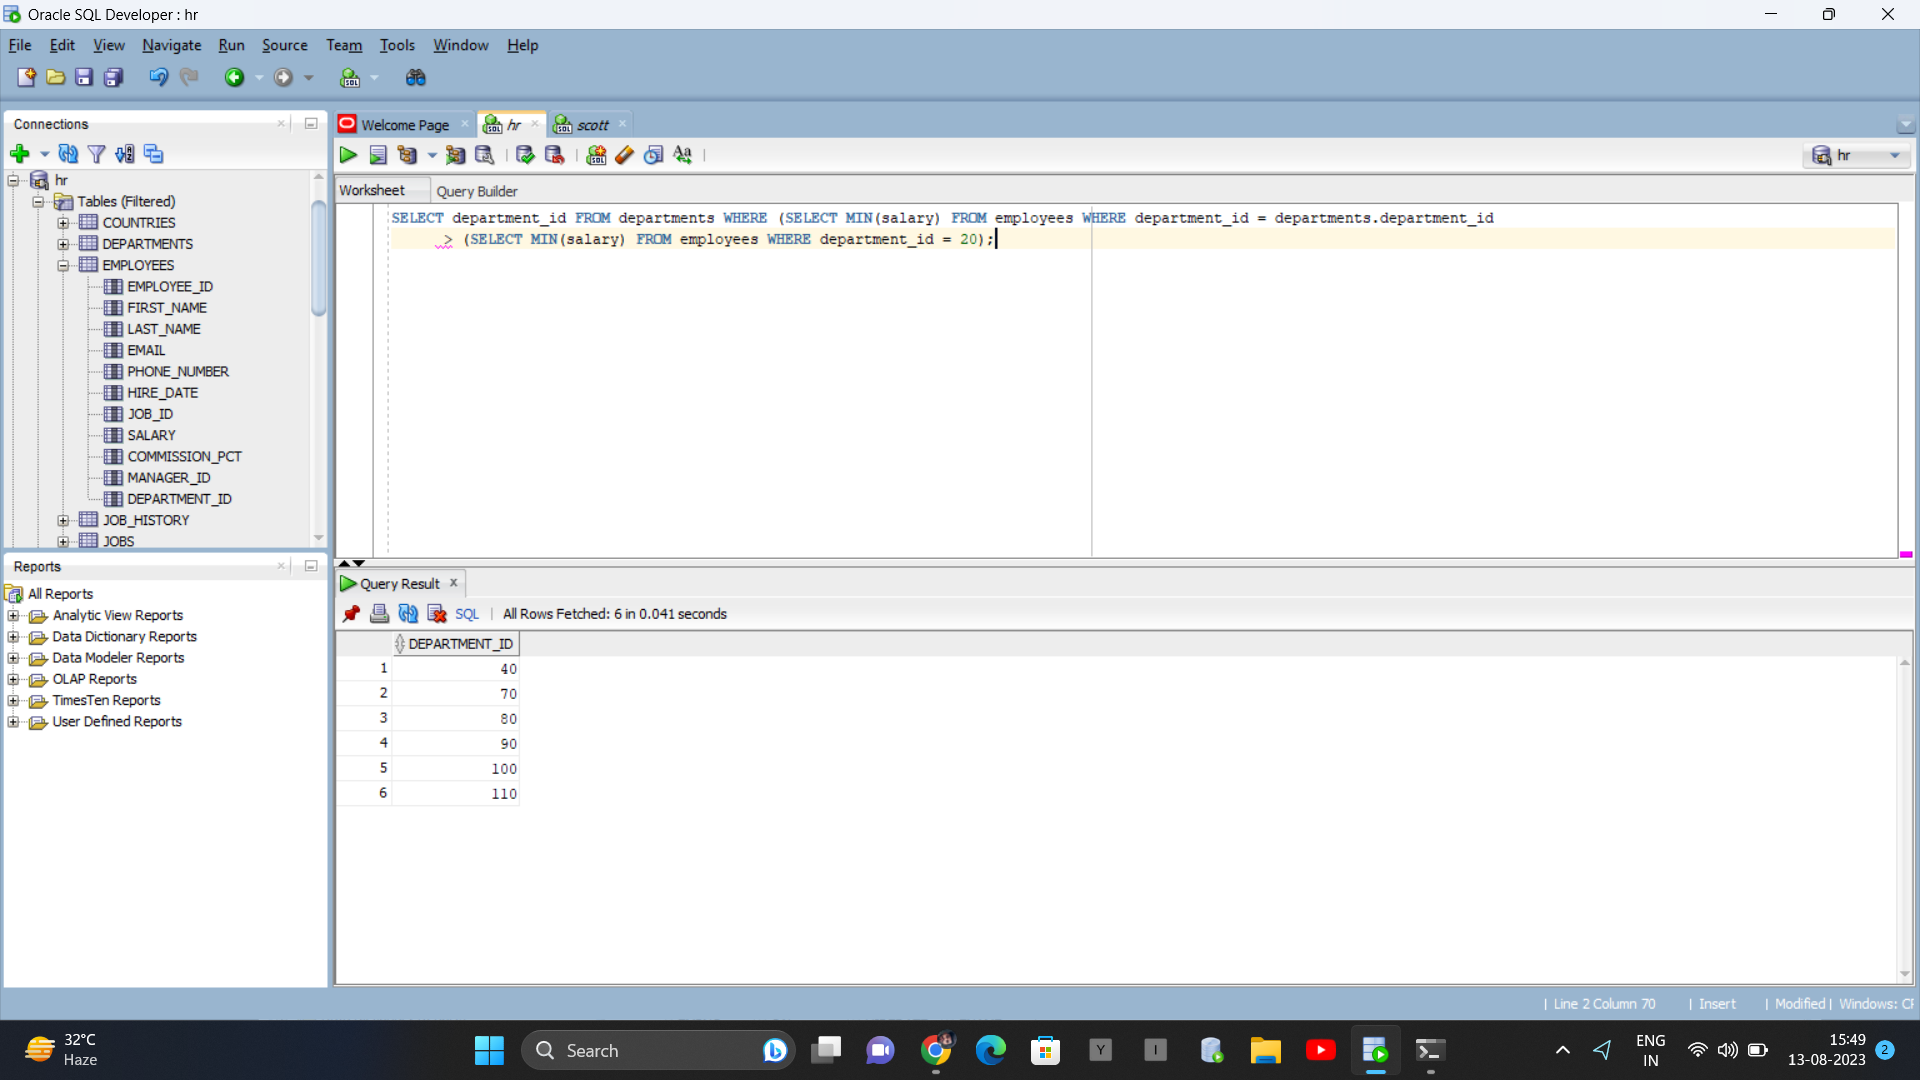 Oracle SQL Developer : hr
File Edit View Navigate Run Source Team Tools Window Help
Connections
Welcome Page hr scott
hr
Worksheet Query Builder
hr
Tables (Filtered)
COUNTRIES
DEPARTMENTS
EMPLOYEES
EMPLOYEE_ID
FIRST_NAME
LAST_NAME
EMAIL
PHONE_NUMBER
HIRE_DATE
JOB_ID
SALARY
COMMISSION_PCT
MANAGER_ID
DEPARTMENT_ID
JOB_HISTORY
JOBS
SELECT department_id FROM departments WHERE (SELECT MIN(salary) FROM employees WHERE department_id = departments.department_id
> (SELECT MIN(salary) FROM employees WHERE department_id = 20);
Reports
All Reports
Analytic View Reports
Data Dictionary Reports
Data Modeler Reports
OLAP Reports
TimesTen Reports
User Defined Reports
Query Result
SQL | All Rows Fetched: 6 in 0.041 seconds
DEPARTMENT_ID
1 40
2 70
3 80
4 90
5 100
6 110
| Line 2 Column 70 | Insert | Modified | Windows: CF
32°C
Haze
Search
ENG
IN
15:49
13-08-2023
2